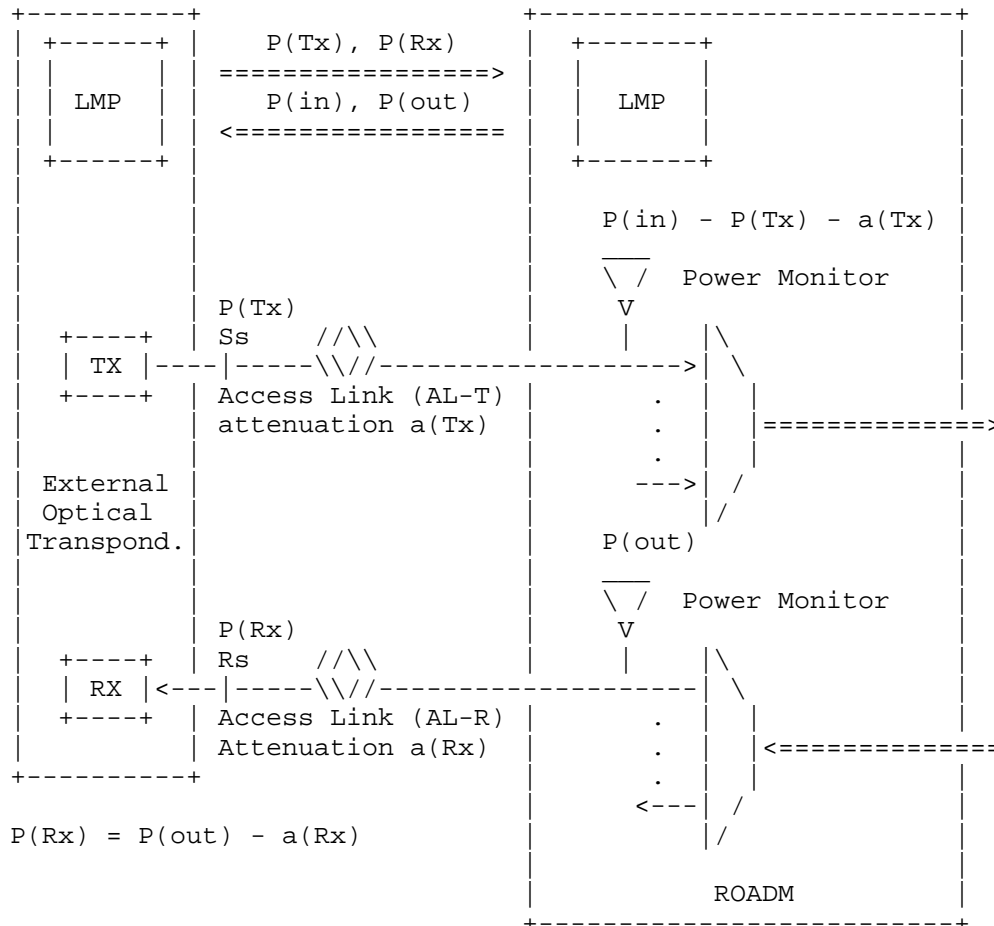 P(Tx), P(Rx)
LMP
P(in), P(out)
LMP
P(in) - P(Tx) - a(Tx)
Power Monitor
P(Tx)
V
Ss
TX
Access Link (AL-T)
attenuation a(Tx)
External
Optical
Transpond.
P(out)
Power Monitor
P(Rx)
V
Rs
RX
Access Link (AL-R)
Attenuation a(Rx)
P(Rx) = P(out) - a(Rx)
ROADM